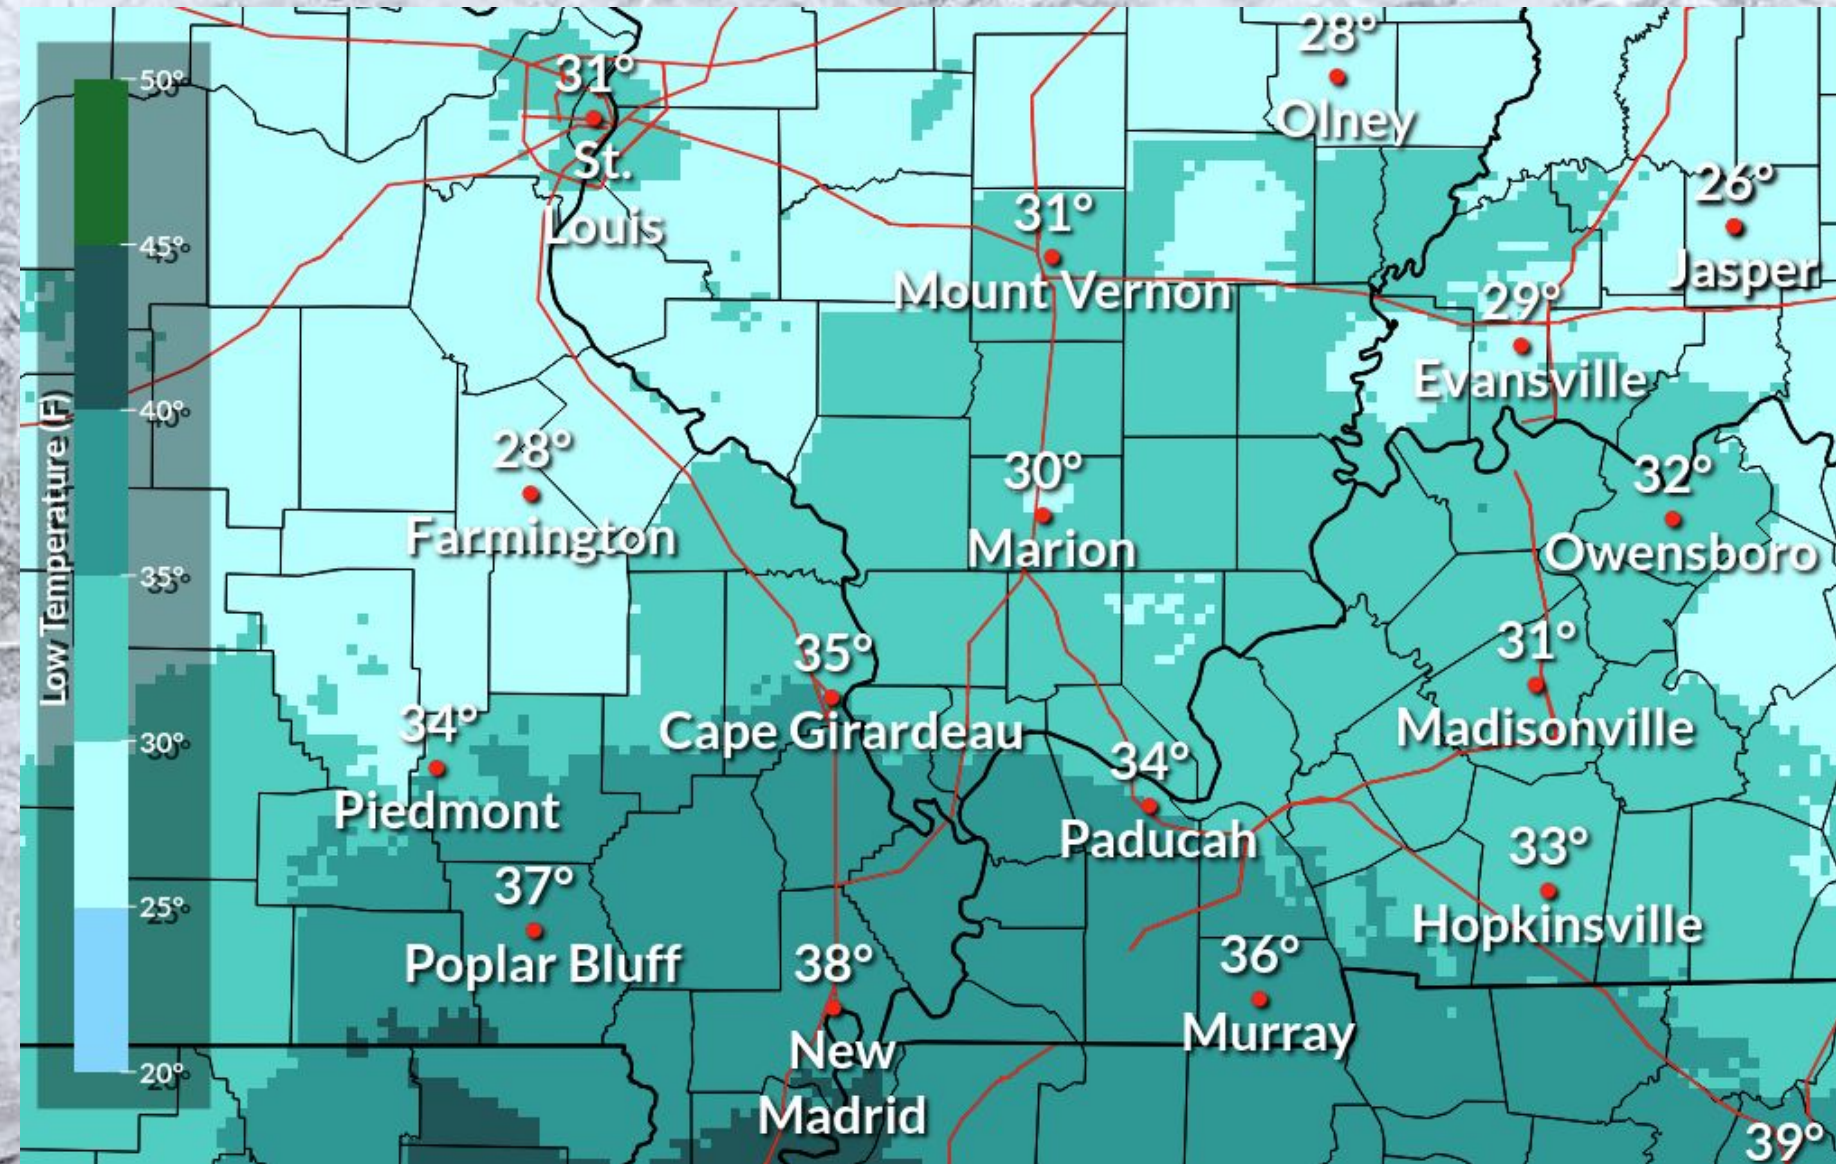 50°
45°
40°
35°
30°
25°
20°
Low Temperature (F)
31°
St.
Louis
28°
Olney
26°
Jasper
31°
Mount Vernon
29°
Evansville
28°
Farmington
30°
Marion
32°
Owensboro
35°
Cape Girardeau
31°
Madisonville
34°
Piedmont
34°
Paducah
33°
Hopkinsville
37°
Poplar Bluff
38°
New
Madrid
36°
Murray
39°